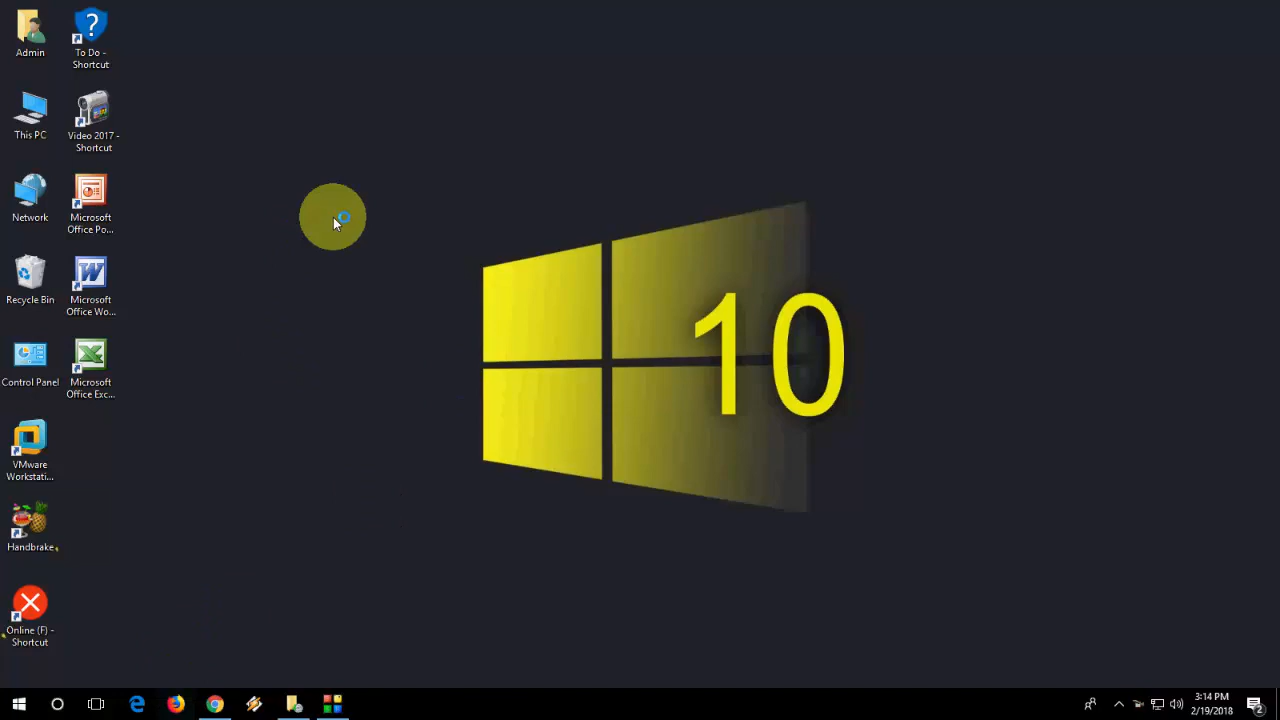 Admin
To Do -
Shortcut
This PC
Video 2017 -
Shortcut
Network
Microsoft
Office Po...
Recycle Bin
Microsoft
Office Wo...
Control Panel
Microsoft
Office Exc...
VMware
Workstati...
Handbrake
Online (F) -
Shortcut
10
3:14 PM
2/19/2018
2